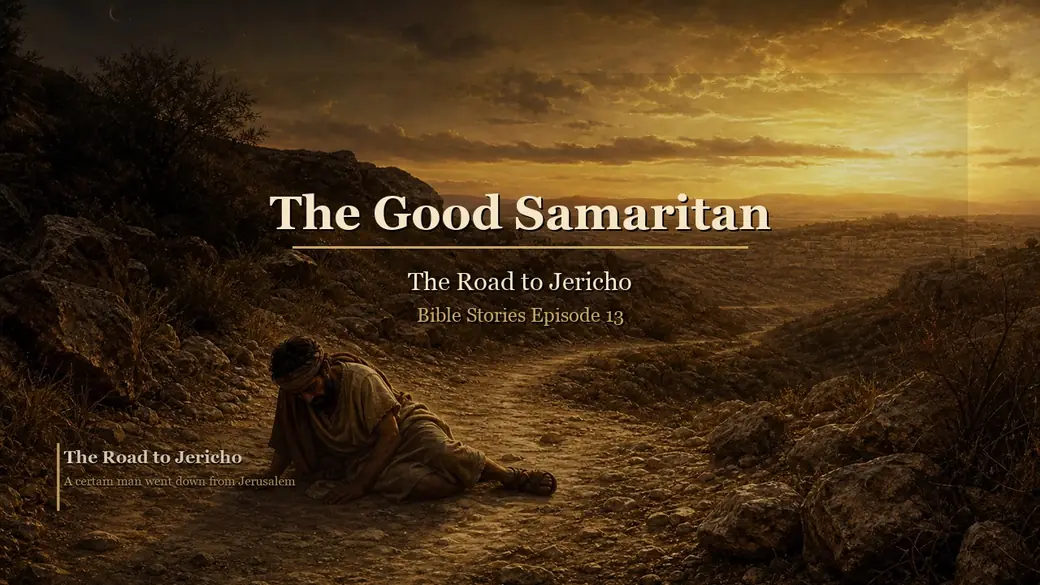 The Good Samaritan
The Road to Jericho
Bible Stories Episode 13
The Road to Jericho
A certain man went down from Jerusalem